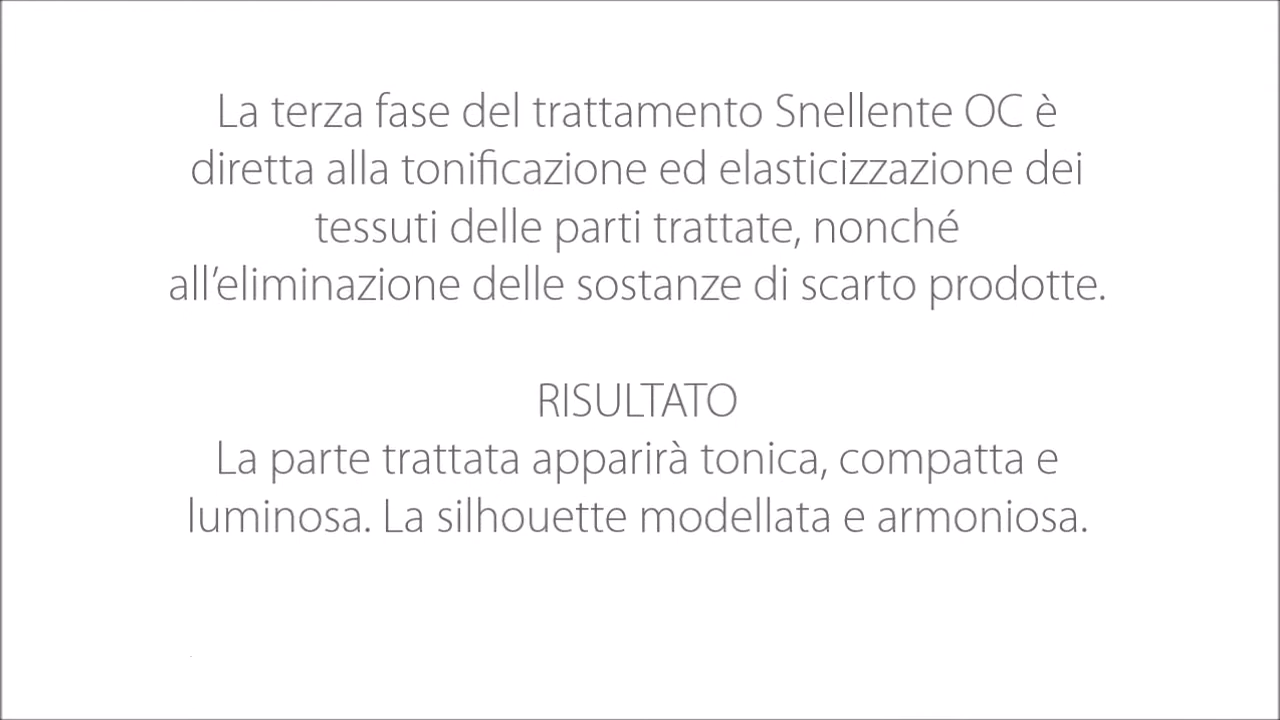 La terza fase del trattamento Snellente OC è
diretta alla tonificazione ed elasticizzazione dei
tessuti delle parti trattate, nonché
all’eliminazione delle sostanze di scarto prodotte.
RISULTATO
La parte trattata apparirà tonica, compatta e
luminosa. La silhouette modellata e armoniosa.